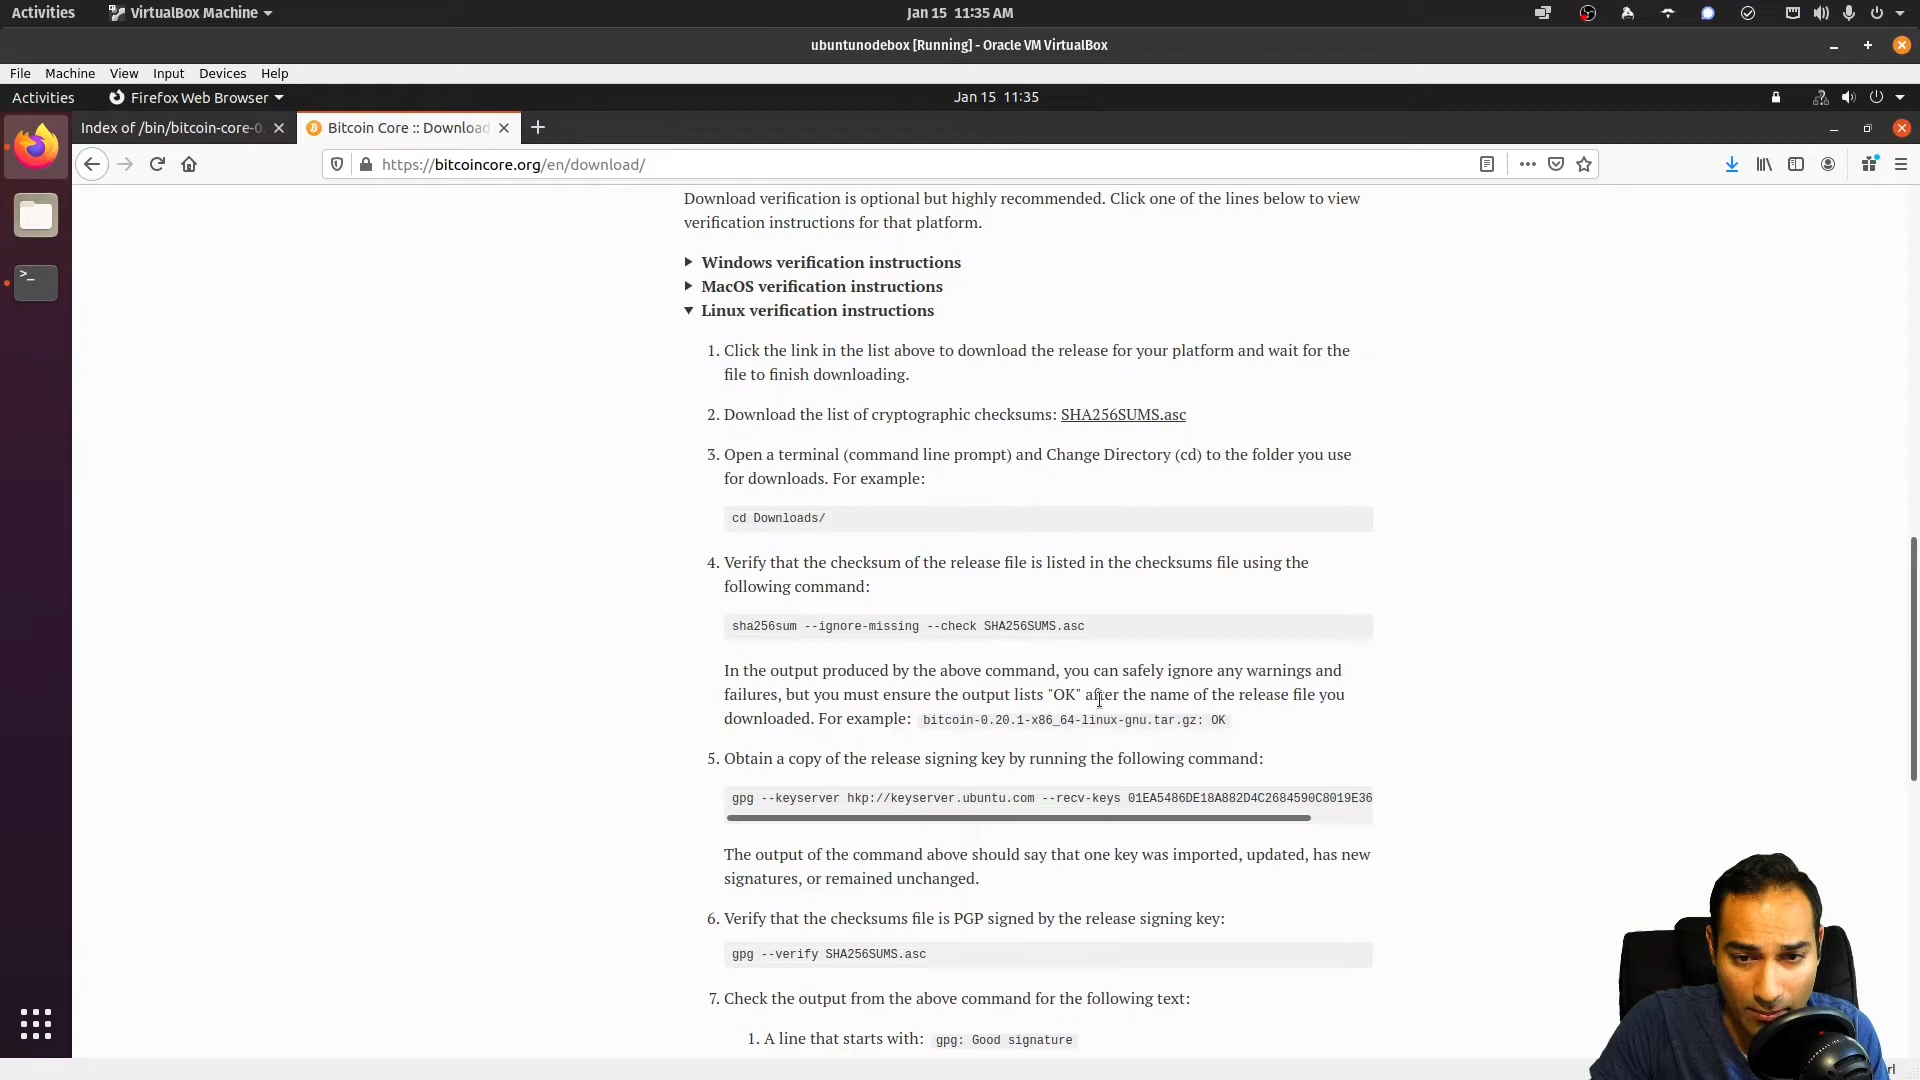 Activities
VirtualBox Machine
Jan 15 11:35 AM
ubuntunodebox [Running] - Oracle VM VirtualBox
File Machine View Input Devices Help
Activities
Firefox Web Browser
Jan 15 11:35
Index of /bin/bitcoin-core-0.
Bitcoin Core :: Download
https://bitcoincore.org/en/download/
Download verification is optional but highly recommended. Click one of the lines below to view
verification instructions for that platform.
Windows verification instructions
MacOS verification instructions
Linux verification instructions
1. Click the link in the list above to download the release for your platform and wait for the
file to finish downloading.
2. Download the list of cryptographic checksums: SHA256SUMS.asc
3. Open a terminal (command line prompt) and Change Directory (cd) to the folder you use
for downloads. For example:
cd Downloads/
4. Verify that the checksum of the release file is listed in the checksums file using the
following command:
sha256sum --ignore-missing --check SHA256SUMS.asc
In the output produced by the above command, you can safely ignore any warnings and
failures, but you must ensure the output lists "OK" after the name of the release file you
downloaded. For example: bitcoin-0.20.1-x86_64-linux-gnu.tar.gz: OK
5. Obtain a copy of the release signing key by running the following command:
gpg --keyserver hkp://keyserver.ubuntu.com --recv-keys 01EA5486DE18A882D4C2684590C8019E36
The output of the command above should say that one key was imported, updated, has new
signatures, or remained unchanged.
6. Verify that the checksums file is PGP signed by the release signing key:
gpg --verify SHA256SUMS.asc
7. Check the output from the above command for the following text:
1. A line that starts with: gpg: Good signature